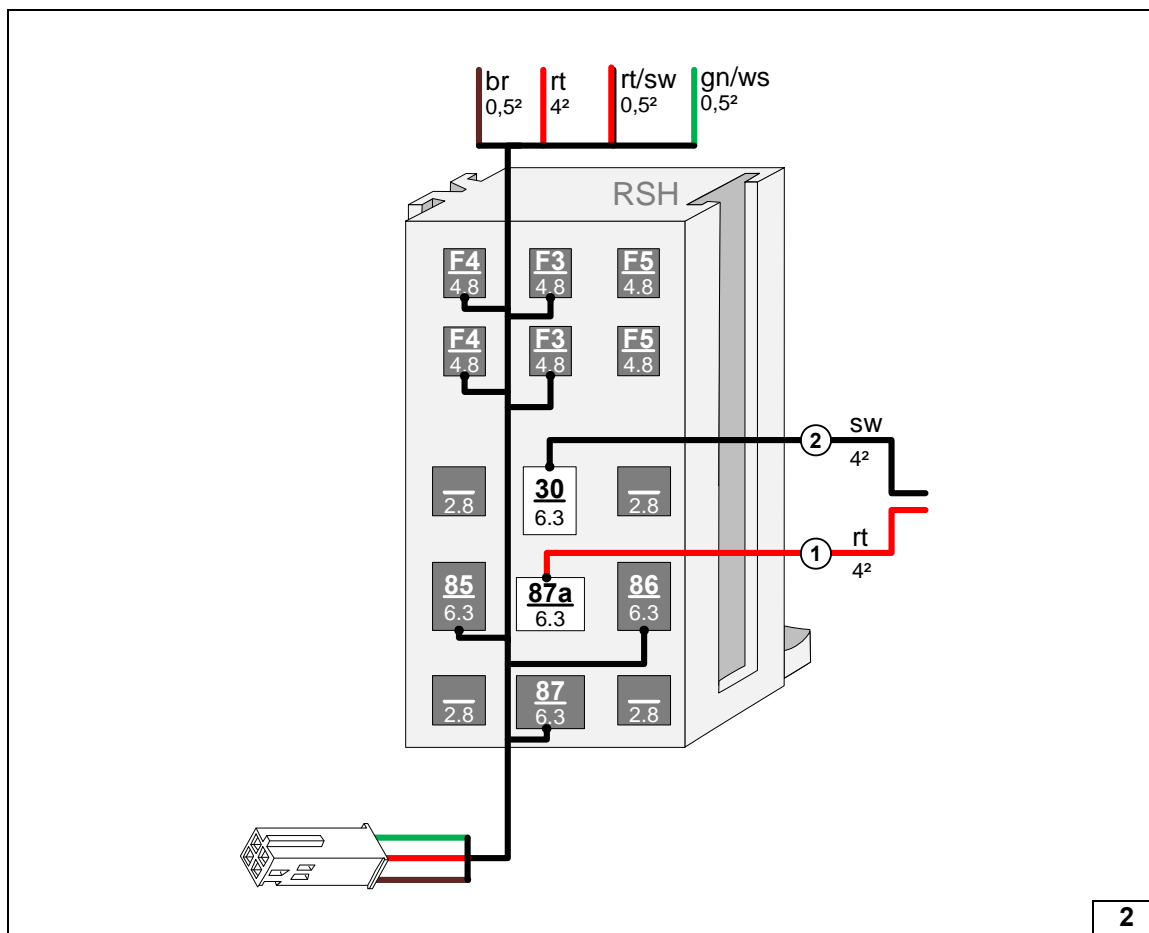 br rt rt/sw gn/ws
0,5² 4² 0,5² 0,5²
RSH
F4 F3 F5
4.8 4.8 4.8
F4 F3 F5
4.8 4.8 4.8
2 sw
4²
30
2.8 6.3 2.8
1 rt
4²
85 87a 86
6.3 6.3 6.3
87
2.8 6.3 2.8
2